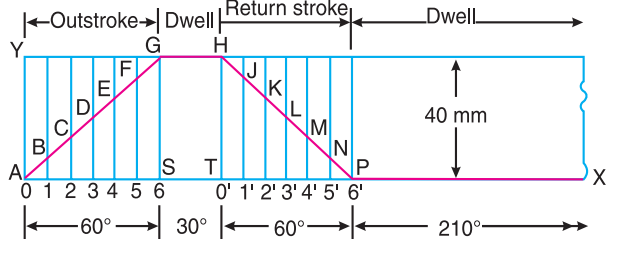 Outstroke Dwell Return stroke Dwell
Y G H
F J
E K
D L 40 mm
C M
B N
A S T P X
0 1 2 3 4 5 6 0' 1' 2' 3' 4' 5' 6'
60° 30° 60° 210°